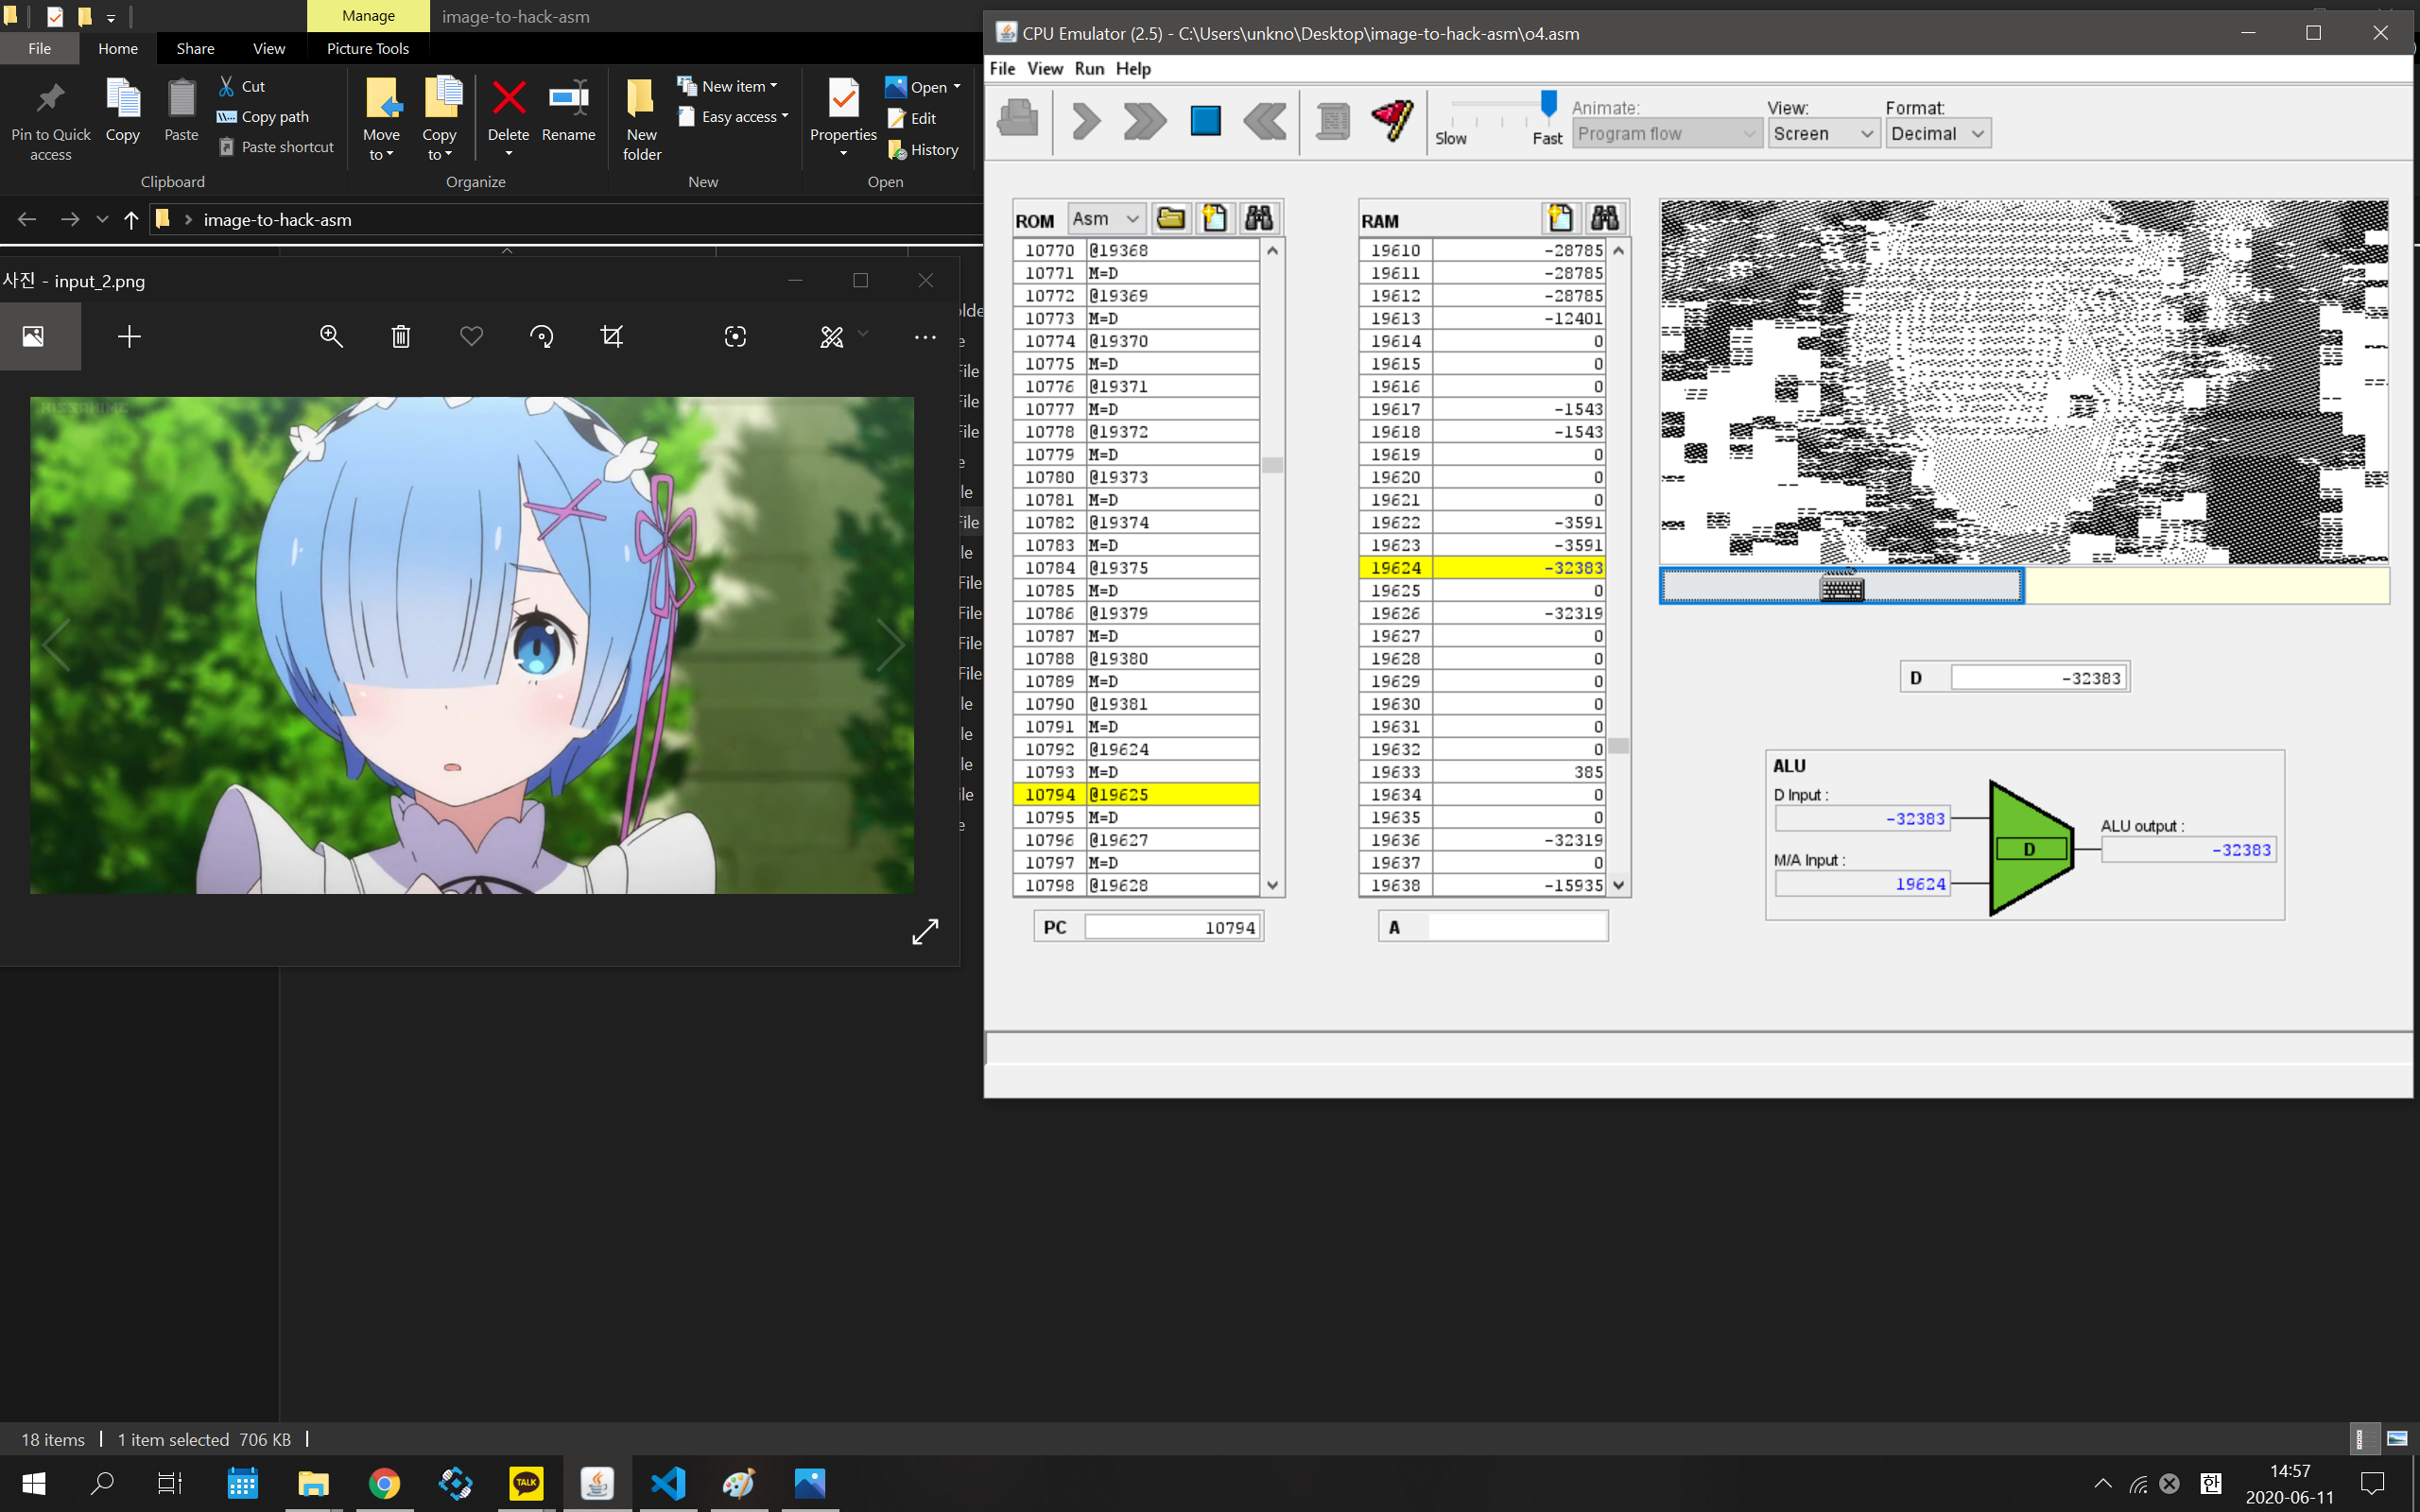 Manage
image-to-hack-asm
File
Home
Share
View
Picture Tools
Pin to Quick access
Copy
Paste
Cut
Copy path
Paste shortcut
Clipboard
Move to
Copy to
Delete
Rename
Organize
New folder
New item
Easy access
New
Properties
Open
Edit
History
Open
image-to-hack-asm
사진 - input_2.png
CPU Emulator (2.5) - C:\Users\unkno\Desktop\image-to-hack-asm\o4.asm
File View Run Help
Slow
Fast
Animate:
Program flow
View:
Screen
Format:
Decimal
ROM
Asm
10770 @19368
10771 M=D
10772 @19369
10773 M=D
10774 @19370
10775 M=D
10776 @19371
10777 M=D
10778 @19372
10779 M=D
10780 @19373
10781 M=D
10782 @19374
10783 M=D
10784 @19375
10785 M=D
10786 @19379
10787 M=D
10788 @19380
10789 M=D
10790 @19381
10791 M=D
10792 @19624
10793 M=D
10794 @19625
10795 M=D
10796 @19627
10797 M=D
10798 @19628
PC 10794
RAM
19610 -28785
19611 -28785
19612 -28785
19613 -12401
19614 0
19615 0
19616 0
19617 -1543
19618 -1543
19619 0
19620 0
19621 0
19622 -3591
19623 -3591
19624 -32383
19625 0
19626 -32319
19627 0
19628 0
19629 0
19630 0
19631 0
19632 0
19633 385
19634 0
19635 0
19636 -32319
19637 0
19638 -15935
A
D -32383
ALU
D Input :
-32383
M/A Input :
19624
D
ALU output :
-32383
18 items
1 item selected 706 KB
TALK
한
14:57
2020-06-11